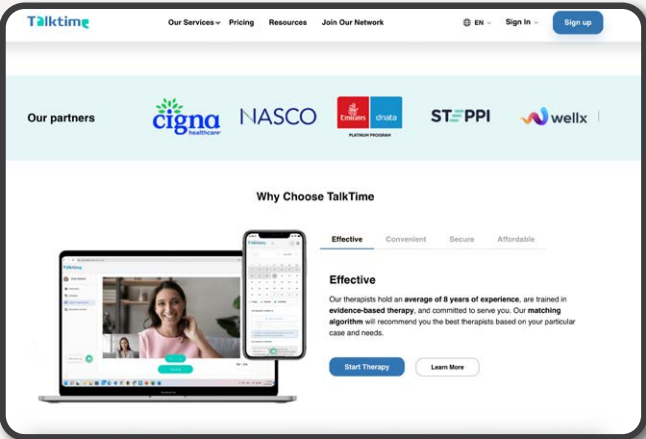 Talktime
Our Services Pricing Resources Join Our Network EN Sign In Sign up
Our partners
cigna
healthcare
NASCO
Emirates dnata
PLATINUM PROGRAM
STEPPI
wellx
Why Choose TalkTime
Effective Convenient Secure Affordable
Effective
Our therapists hold an average of 8 years of experience, are trained in
evidence-based therapy, and committed to serve you. Our matching
algorithm will recommend you the best therapists based on your particular
case and needs.
Start Therapy Learn More
Talktime
Talktime